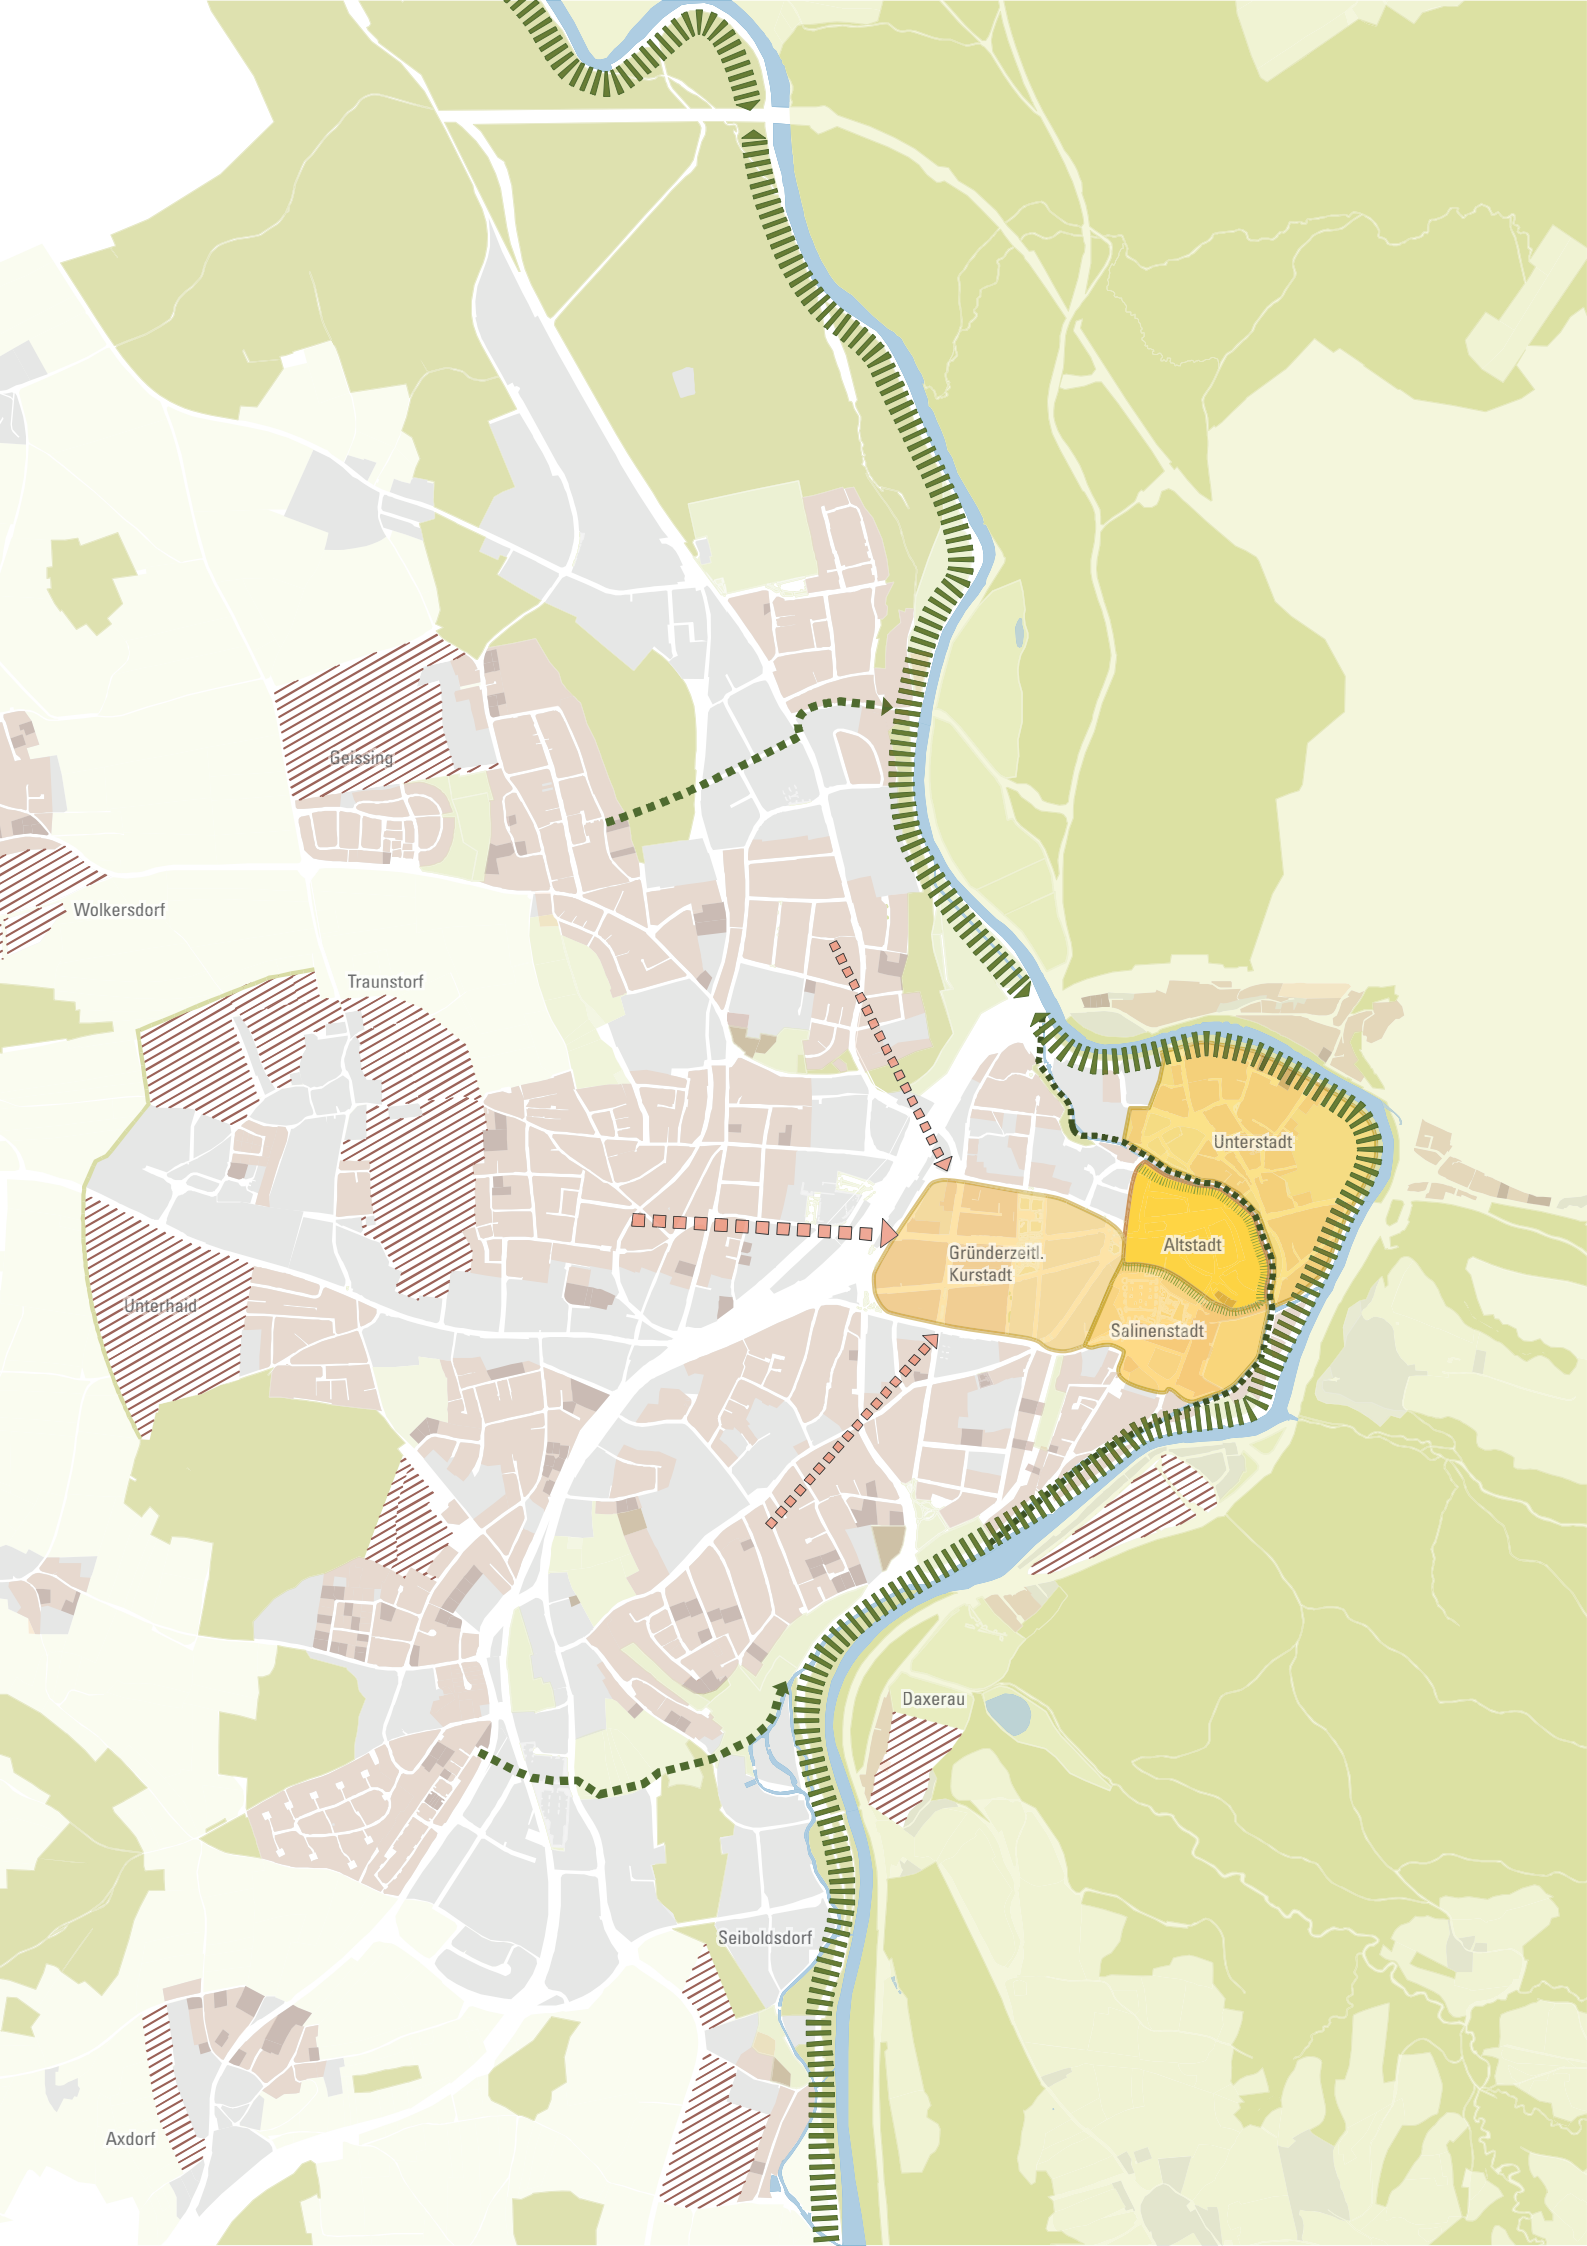 Geissing
Wolkersdorf
Traunstorf
Unterstadt
Altstadt
Gründerzeitl.
Kurstadt
Unterhaid
Salinenstadt
Daxerau
Seiboldsdorf
Axdorf